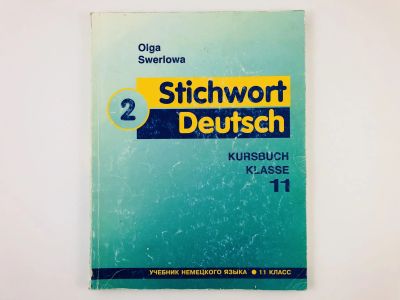 Olga
Swerlowa
2
Stichwort
Deutsch
KURSBUCH
KLASSE
11
УЧЕБНИК НЕМЕЦКОГО ЯЗЫКА • 11 КЛАСС